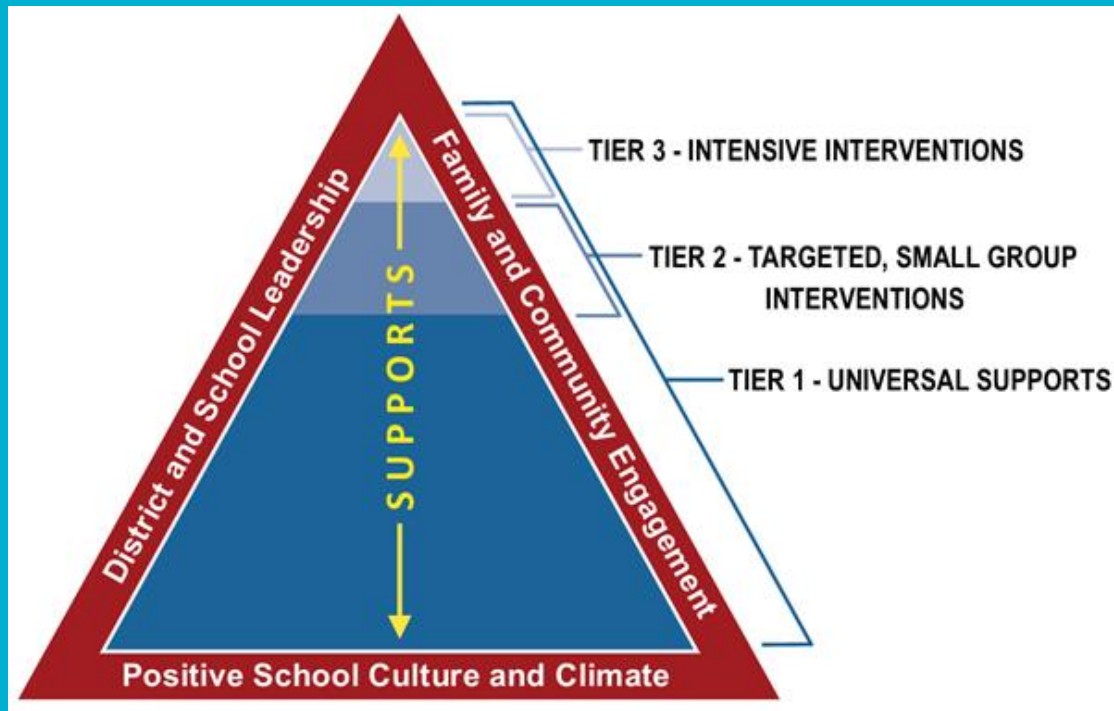 District and School Leadership
Family and Community Engagement
SUPPORTS
Positive School Culture and Climate
TIER 3 - INTENSIVE INTERVENTIONS
TIER 2 - TARGETED, SMALL GROUP
INTERVENTIONS
TIER 1 - UNIVERSAL SUPPORTS